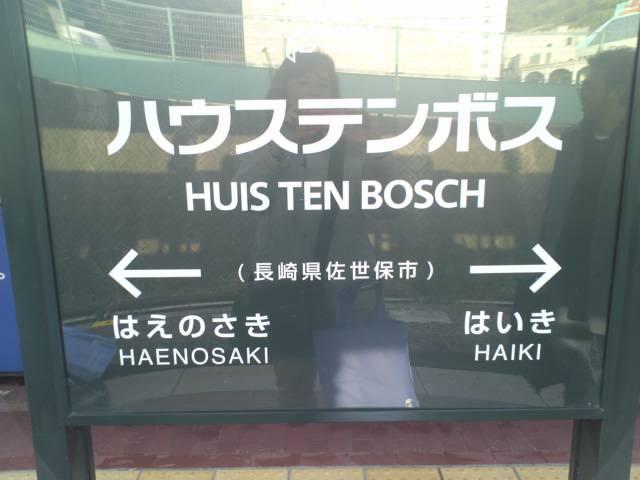 ハウステンボス
HUIS TEN BOSCH
(長崎県佐世保市)
はえのさき
HAENOSAKI
はいき
HAIKI